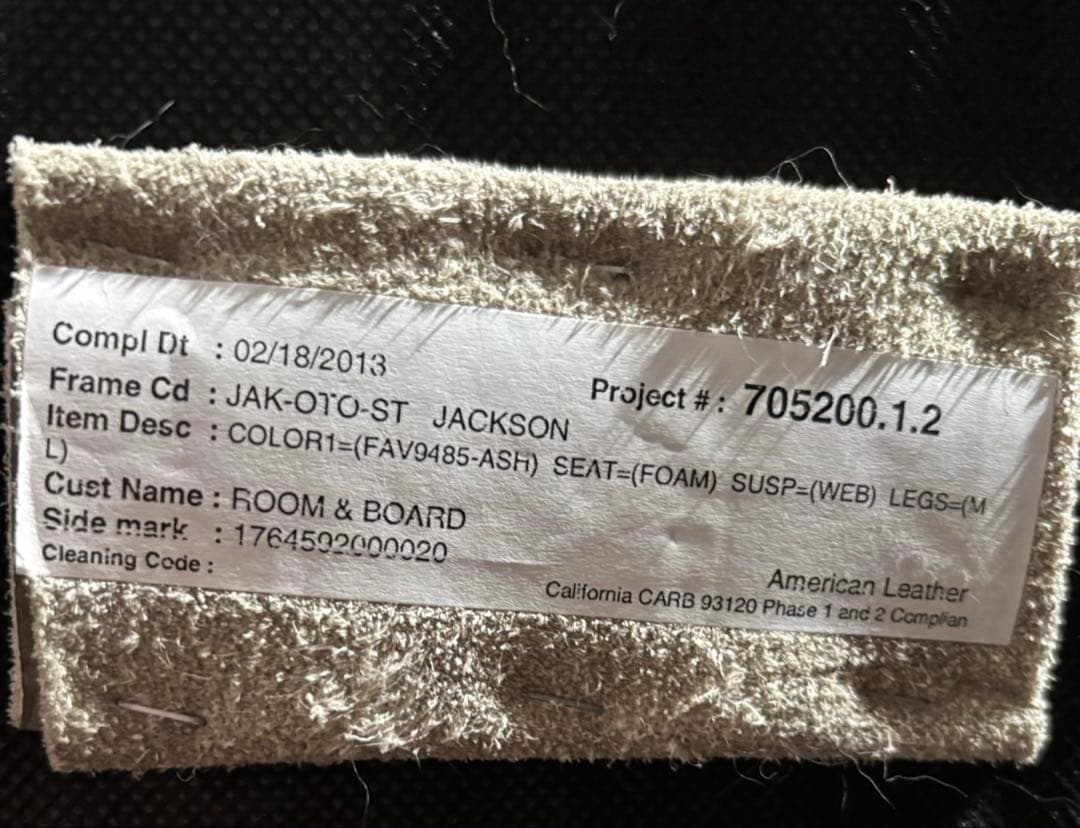 Compl Dt : 02/18/2013
Project # : 705200.1.2
Frame Cd : JAK-OTO-ST JACKSON
Item Desc : COLOR1=(FAV9485-ASH) SEAT=(FOAM) SUSP=(WEB) LEGS=(M
L)
Cust Name : ROOM & BOARD
Side mark : 1764592000020
Cleaning Code :
American Leather
California CARB 93120 Phase 1 and 2 Complian